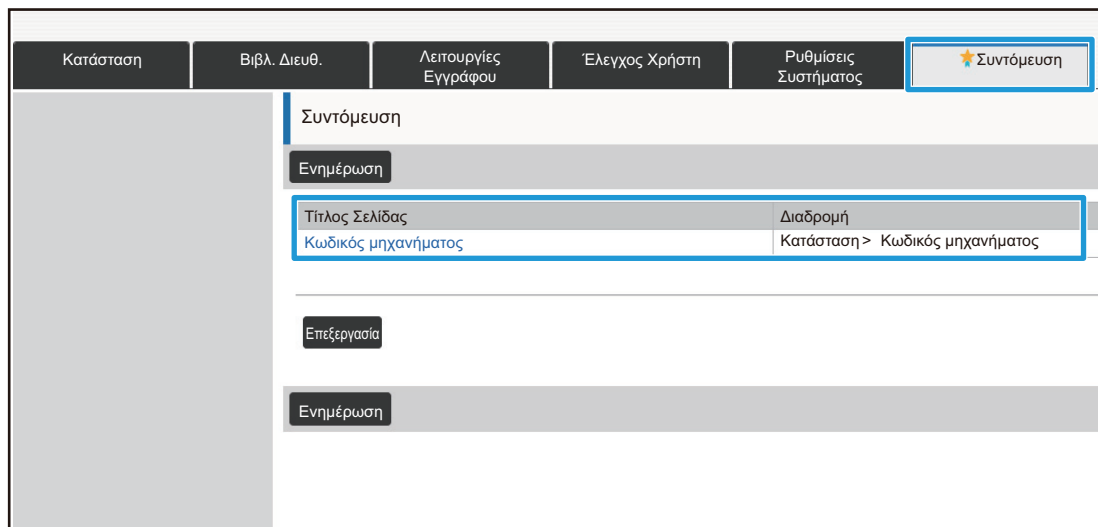 Κατάσταση
Βιβλ. Διευθ.
Λειτουργίες
Εγγράφου
Έλεγχος Χρήστη
Ρυθμίσεις
Συστήματος
Συντόμευση
Συντόμευση
Ενημέρωση
Τίτλος Σελίδας Διαδρομή
Κωδικός μηχανήματος Κατάσταση > Κωδικός μηχανήματος
Επεξεργασία
Ενημέρωση